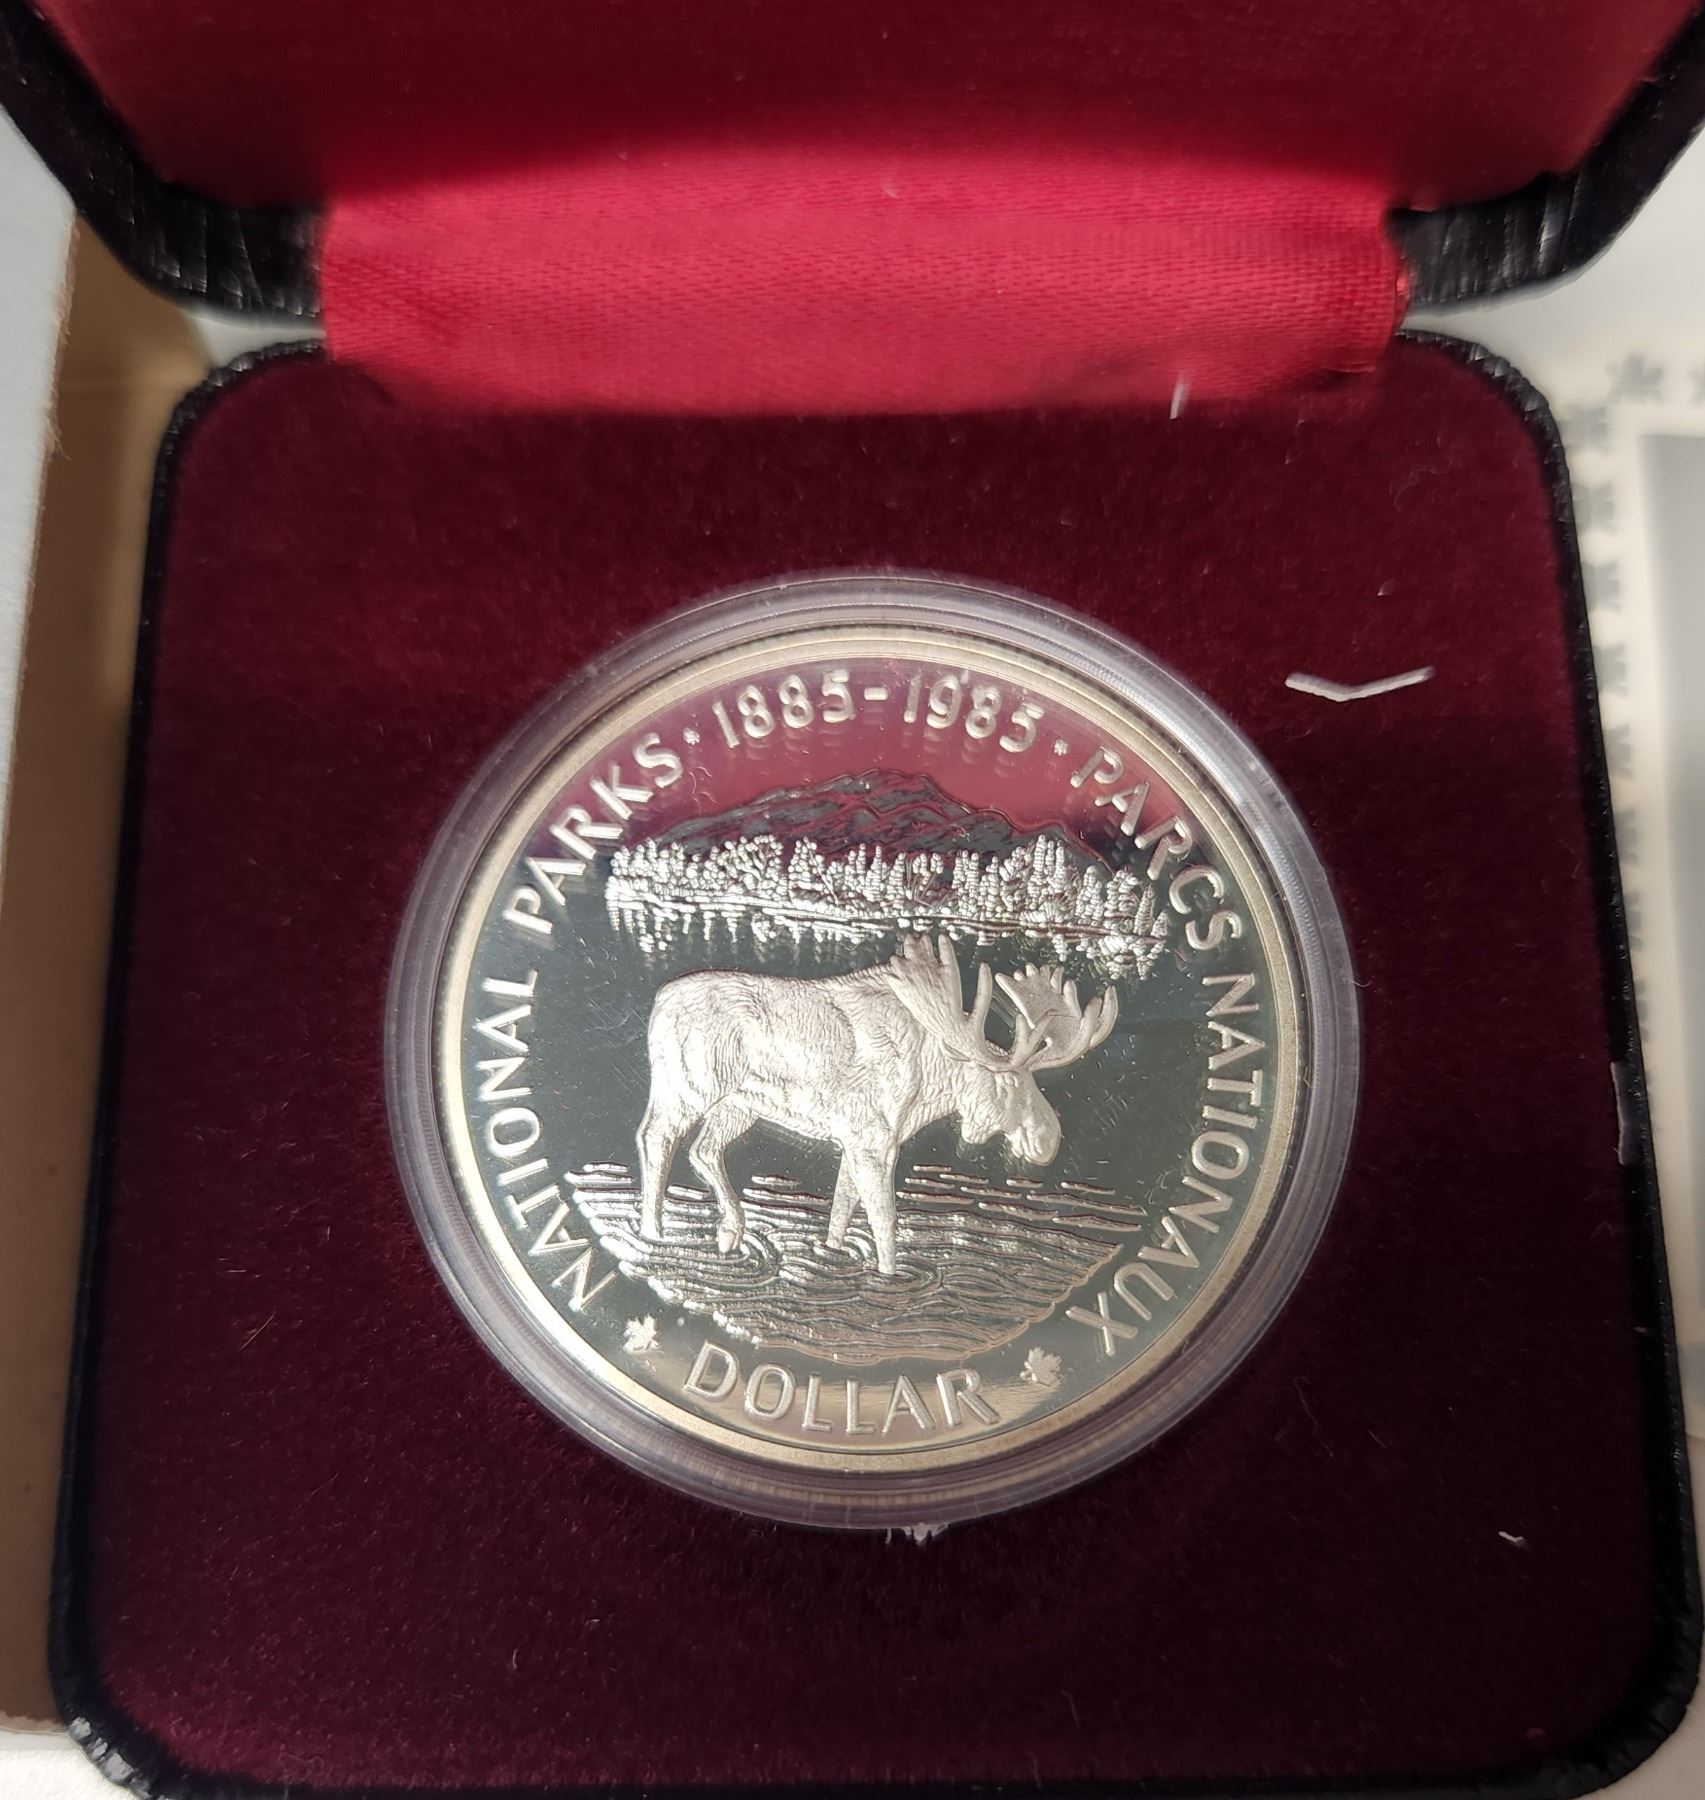 NATIONAL PARKS · 1885-1985 · PARCS NATIONAUX
DOLLAR